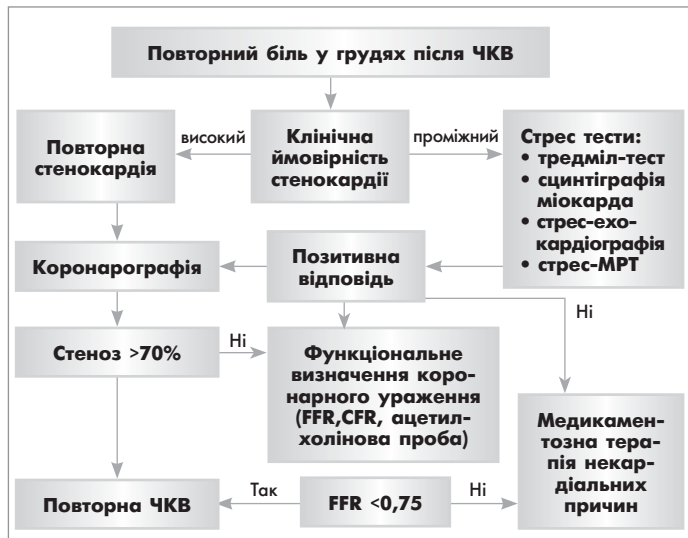 Повторний біль у грудях після ЧКВ
Повторна
стенокардія
високий
Клінічна
ймовірність
стенокардії
проміжний
Стрес тести:
• тредміл-тест
• сцинтіграфія
міокарда
• стрес-ехо-
кардіографія
• стрес-МРТ
Коронарографія
Позитивна
відповідь
Ні
Стеноз >70%
Ні
Функціональне
визначення коро-
нарного ураження
(FFR,CFR, ацетил-
холінова проба)
Медикамен-
тозна тера-
пія некар-
діальних
причин
Повторна ЧКВ
Так
FFR <0,75
Ні